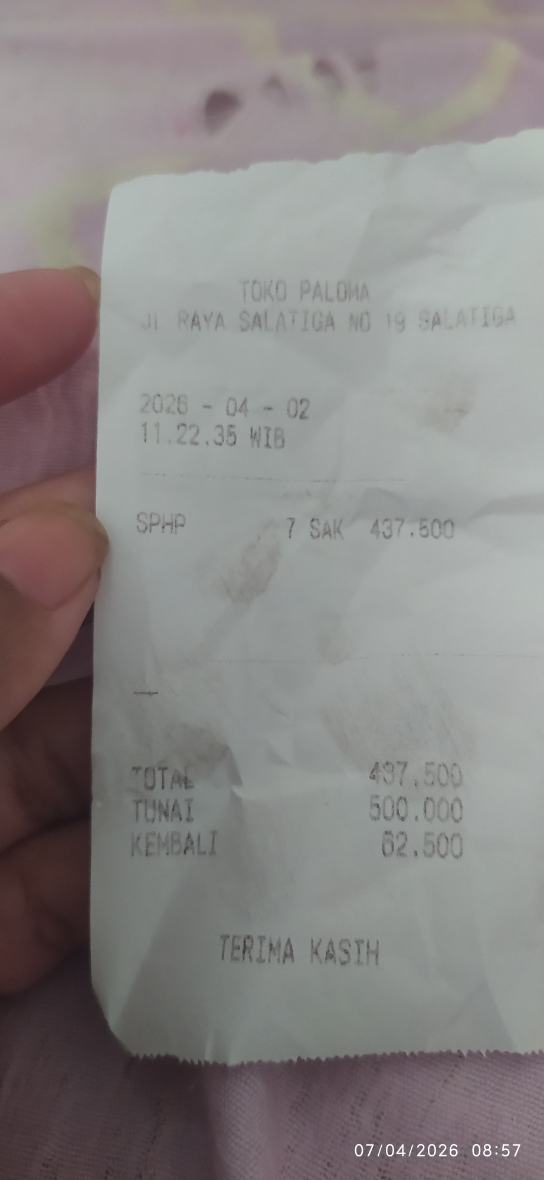 TOKO PALOMA
JL RAYA SALATIGA NO 19 SALATIGA
2026 - 04 - 02
11.22.35 WIB
SPHP 7 SAK 437.500
TOTAL 437.500
TUNAI 500.000
KEMBALI 62.500
TERIMA KASIH
07/04/2026 08:57